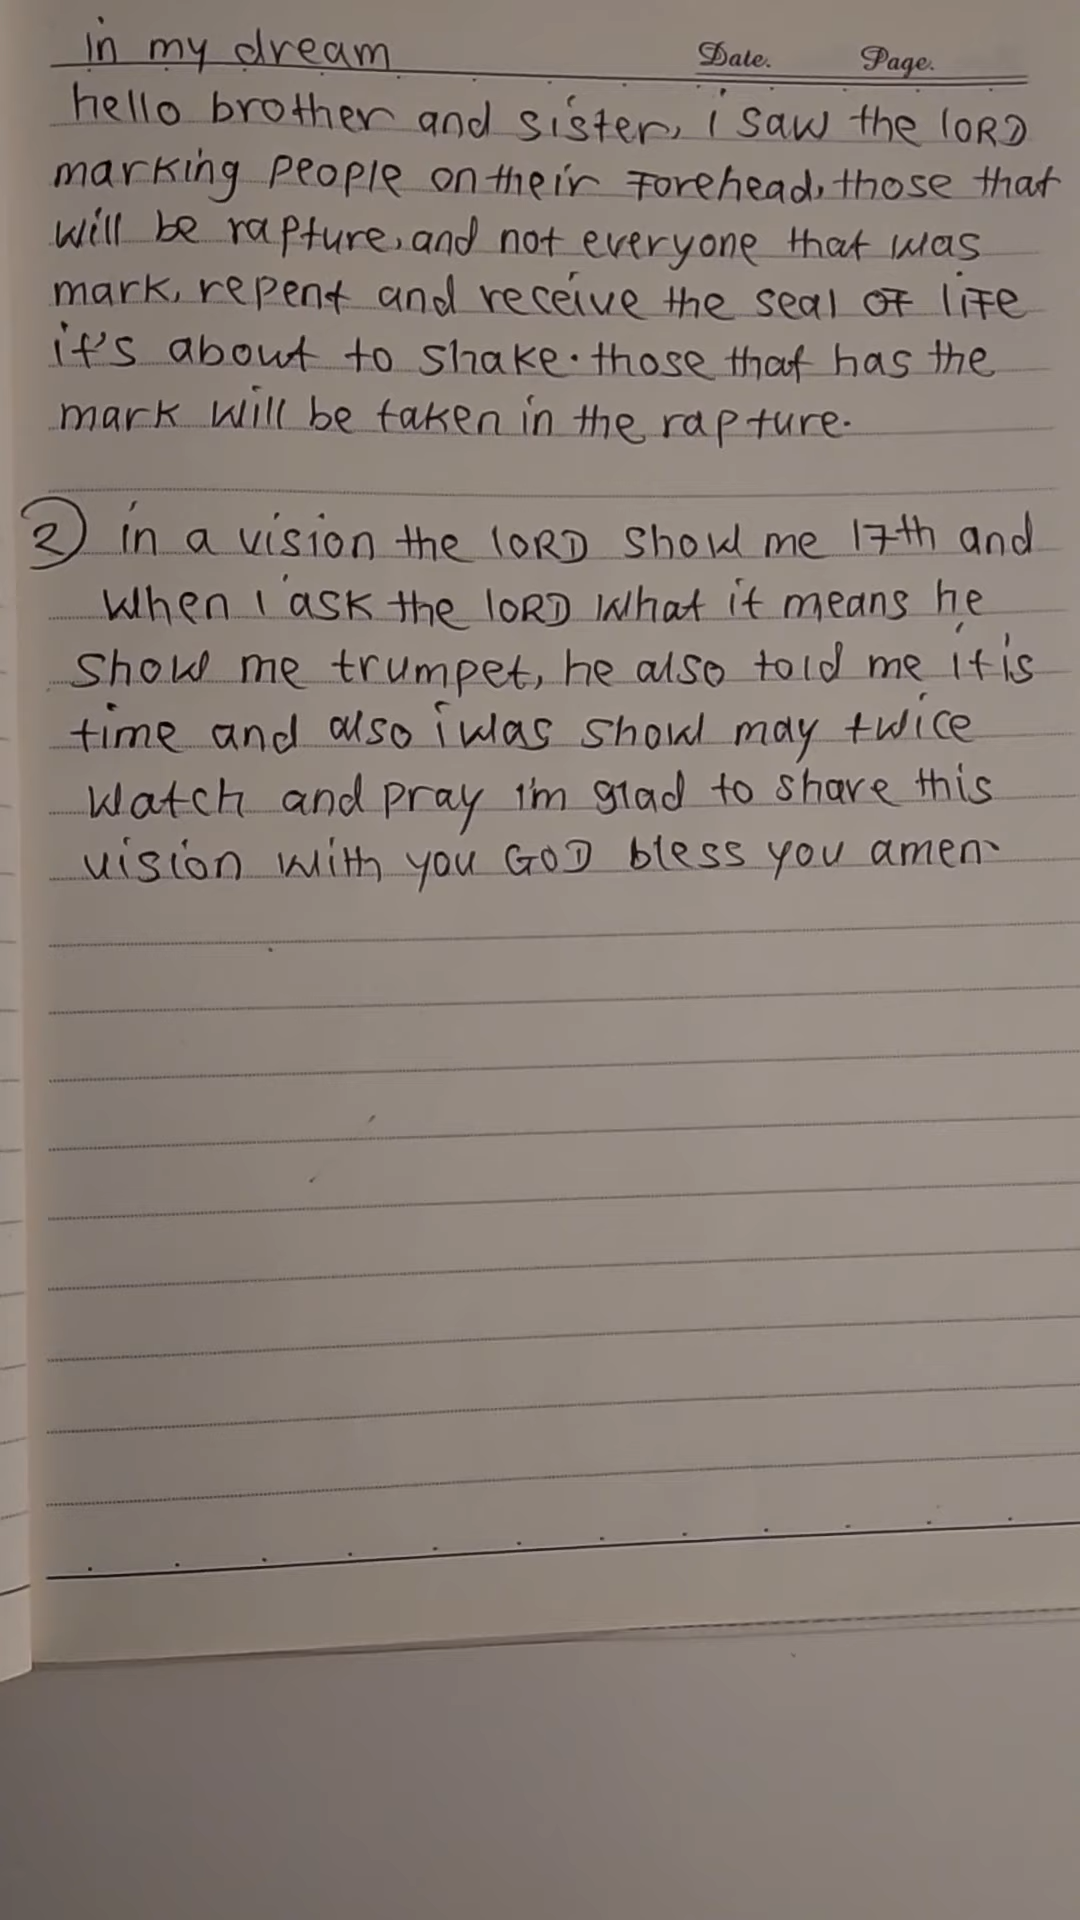 in my dream
Date. Page.
hello brother and sister, i saw the lORD
marking people on their Forehead, those that
will be rapture, and not everyone that was
mark, repent and receive the seal of life
it's about to shake. those that has the
mark will be taken in the rapture.
2 in a vision the lORD show me 17th and
when i ask the lORD what it means he
show me trumpet, he also told me it is
time and also i was show may twice
watch and pray i'm glad to share this
vision with you GOD bless you amen.